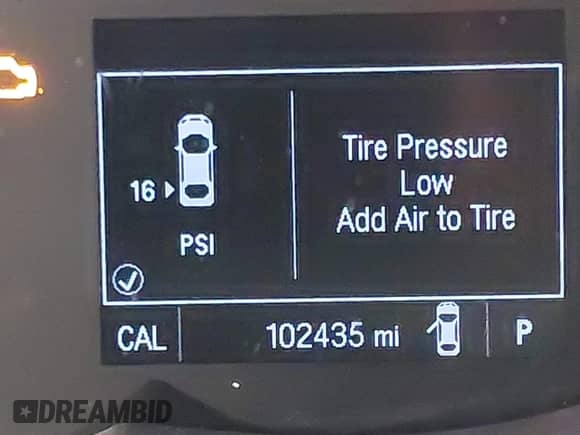 Tire Pressure
Low
Add Air to Tire
16
PSI
CAL
102435 mi
P
DREAMBID